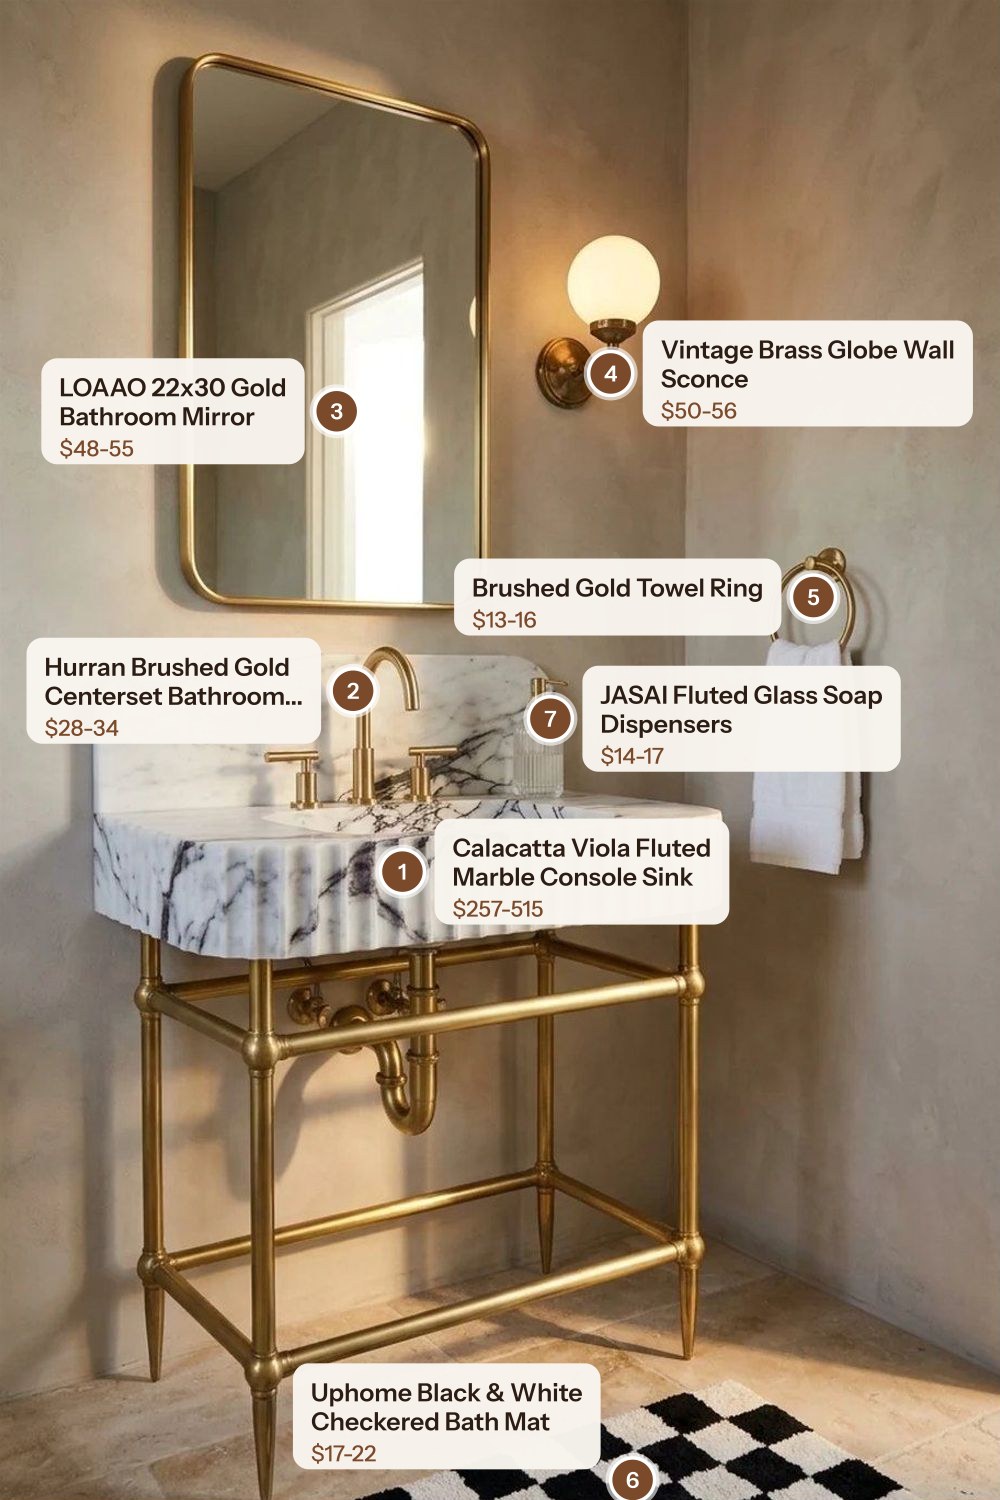 LOAAO 22x30 Gold
Bathroom Mirror
$48-55
3
4
Vintage Brass Globe Wall
Sconce
$50-56
Brushed Gold Towel Ring
$13-16
5
Hurran Brushed Gold
Centerset Bathroom...
$28-34
2
7
JASAI Fluted Glass Soap
Dispensers
$14-17
1
Calacatta Viola Fluted
Marble Console Sink
$257-515
Uphome Black & White
Checkered Bath Mat
$17-22
6